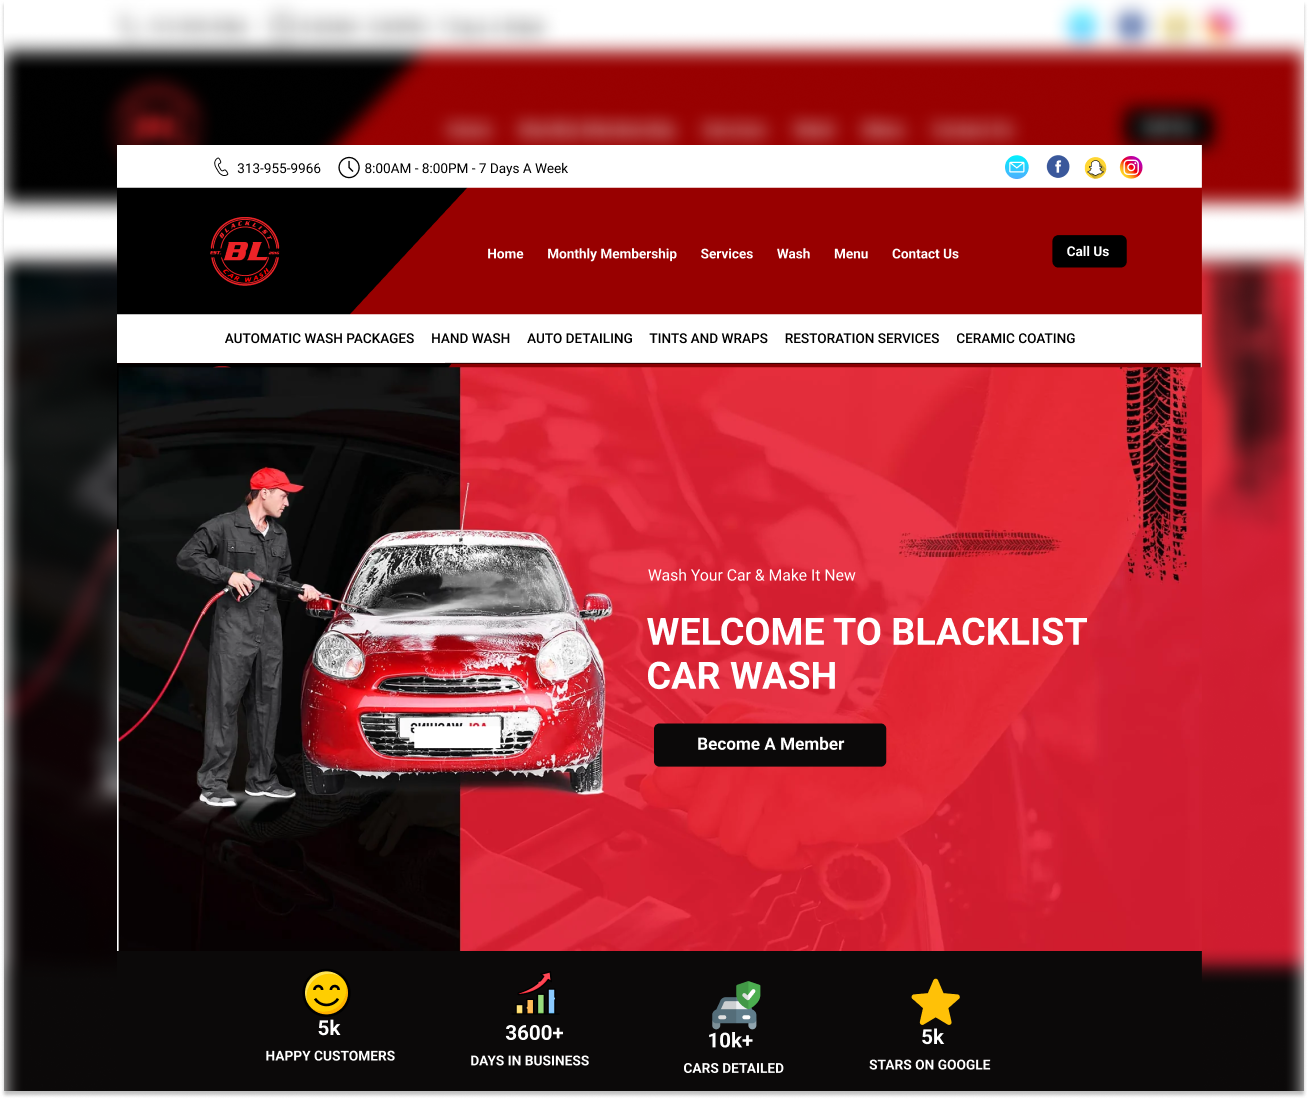 313-955-9966
8:00AM - 8:00PM - 7 Days A Week
BLACKLIST
BL
CAR WASH
Home Monthly Membership Services Wash Menu Contact Us
Call Us
AUTOMATIC WASH PACKAGES HAND WASH AUTO DETAILING TINTS AND WRAPS RESTORATION SERVICES CERAMIC COATING
Wash Your Car & Make It New
WELCOME TO BLACKLIST
CAR WASH
Become A Member
5k
HAPPY CUSTOMERS
3600+
DAYS IN BUSINESS
10k+
CARS DETAILED
5k
STARS ON GOOGLE